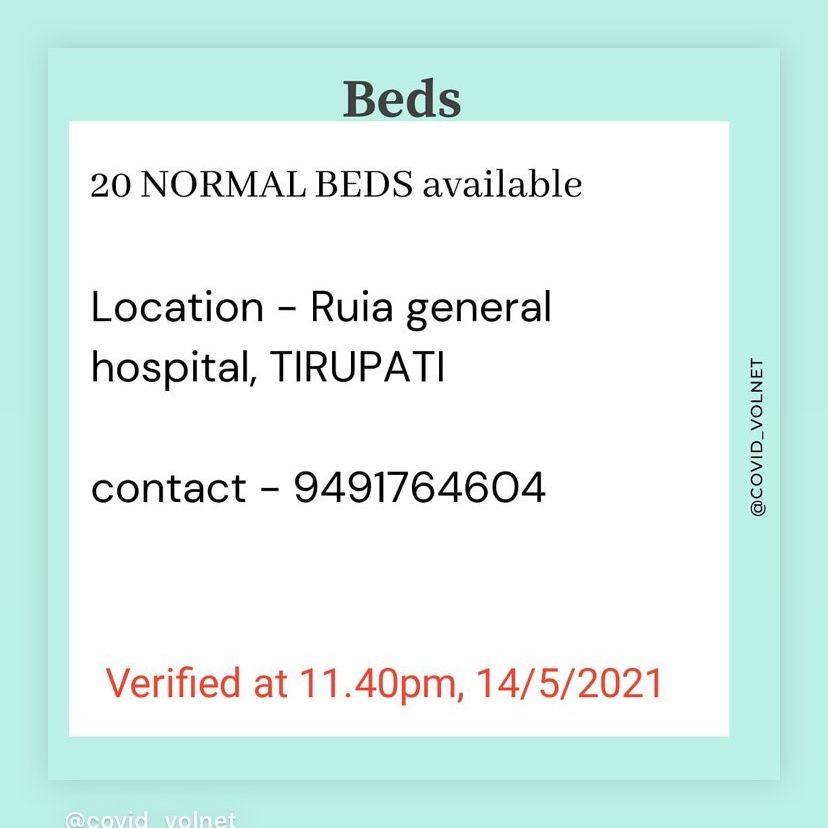 Beds
20 NORMAL BEDS available
Location - Ruia general
hospital, TIRUPATI
contact - 9491764604
Verified at 11.40pm, 14/5/2021
@COVID_VOLNET
@covid_volnet